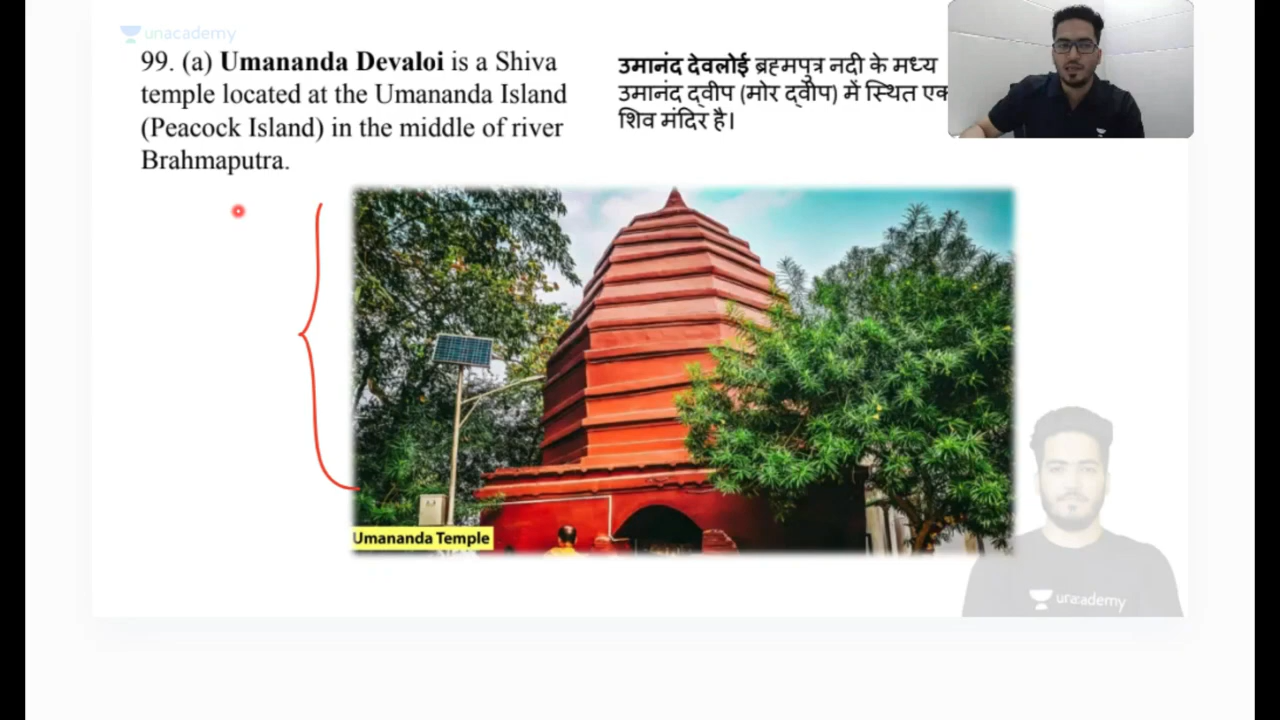 unacademy
99. (a) Umananda Devaloi is a Shiva
temple located at the Umananda Island
(Peacock Island) in the middle of river
Brahmaputra.
उमानंद देवलोई ब्रह्मपुत्र नदी के मध्य
उमानंद द्वीप (मोर द्वीप) में स्थित एक
शिव मंदिर है।
Umananda Temple
unacademy